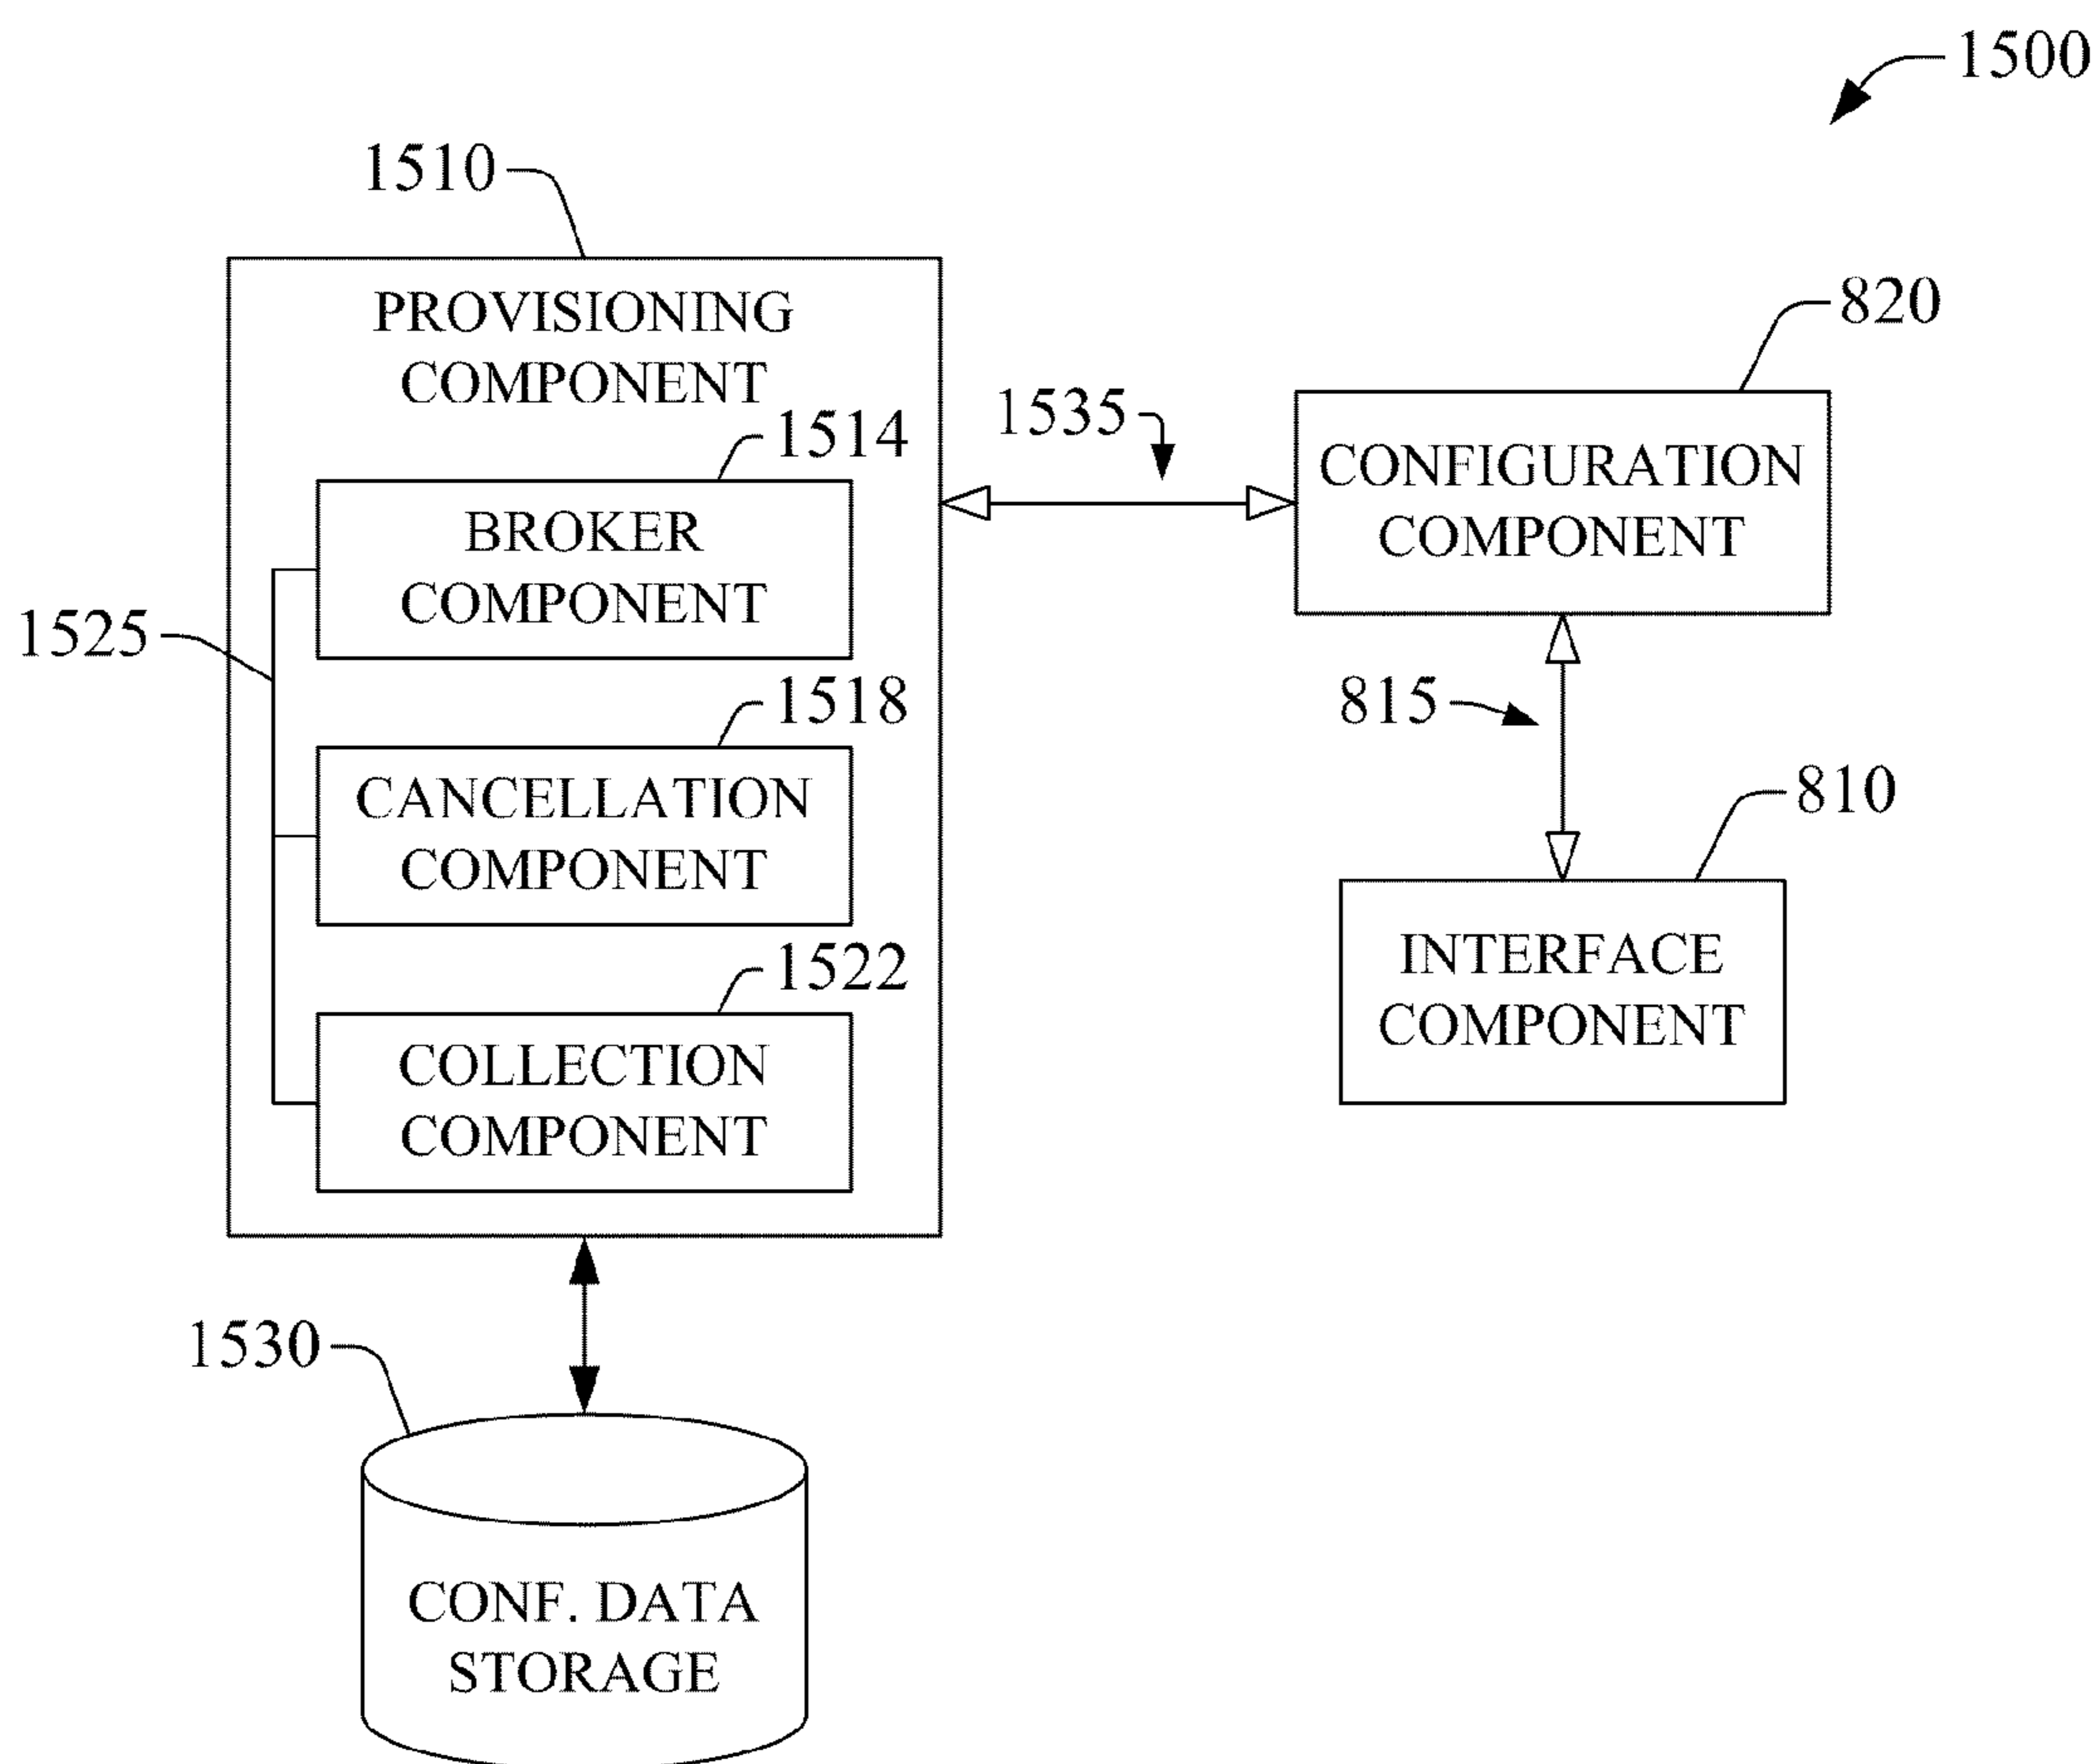 1500
1510
PROVISIONING
COMPONENT
1514
BROKER
COMPONENT
1525
1518
CANCELLATION
COMPONENT
1522
COLLECTION
COMPONENT
1535
820
CONFIGURATION
COMPONENT
815
810
INTERFACE
COMPONENT
1530
CONF. DATA
STORAGE